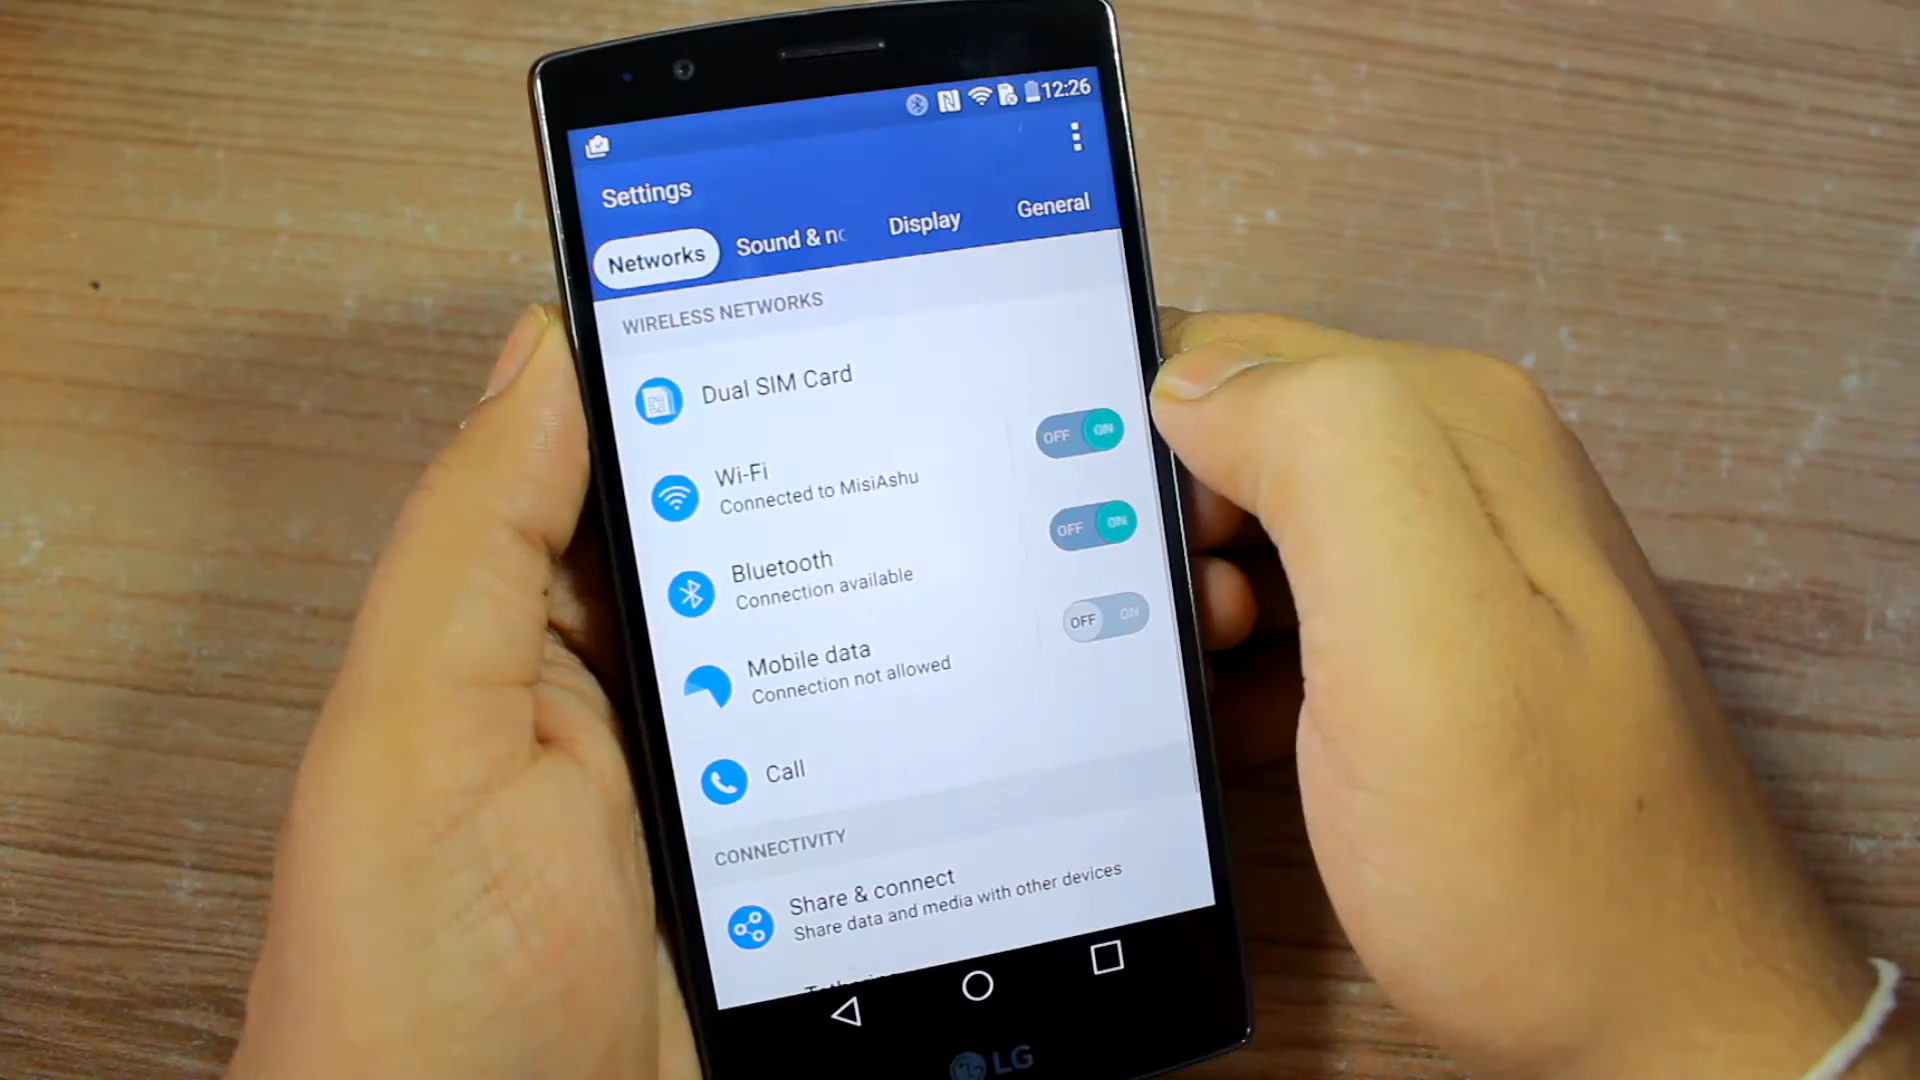 12:26
Settings
Networks Sound & no Display General
WIRELESS NETWORKS
Dual SIM Card
Wi-Fi
Connected to MisiAshu
OFF ON
Bluetooth
Connection available
OFF ON
Mobile data
Connection not allowed
OFF ON
Call
CONNECTIVITY
Share & connect
Share data and media with other devices
LG